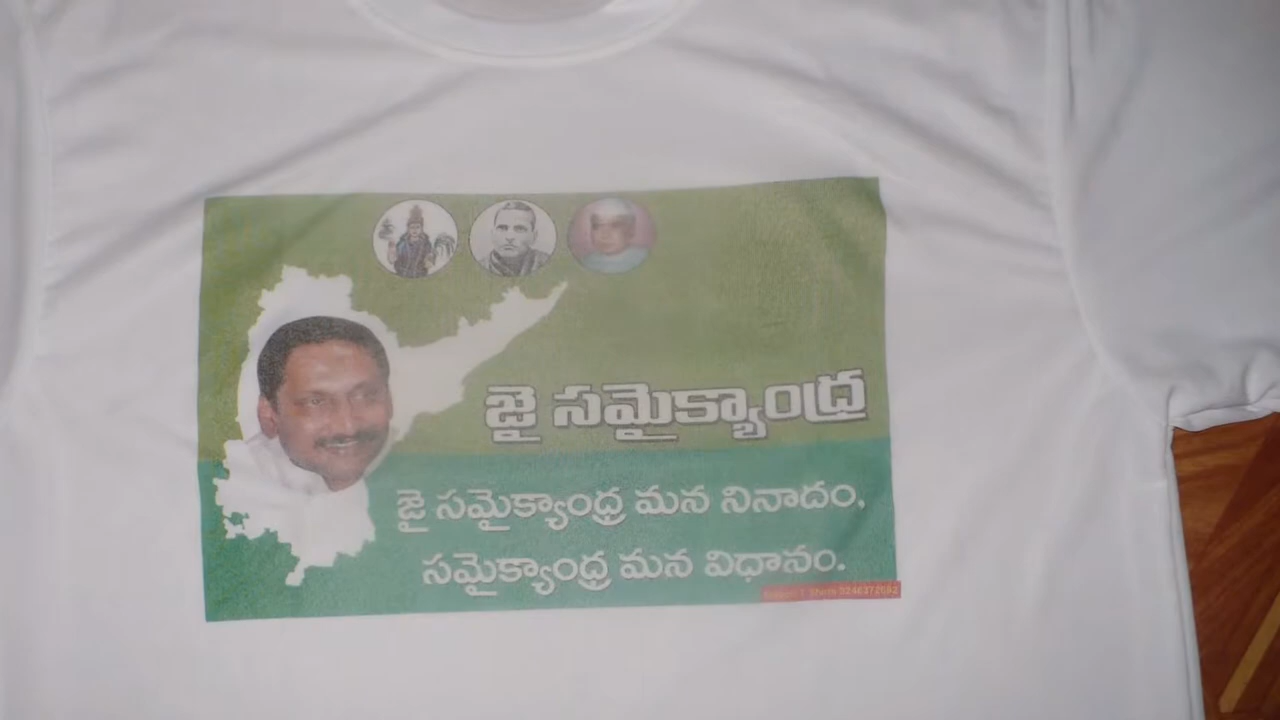 జై సమైక్యాంధ్ర
జై సమైక్యాంధ్ర మన నినాదం,
సమైక్యాంధ్ర మన విధానం.